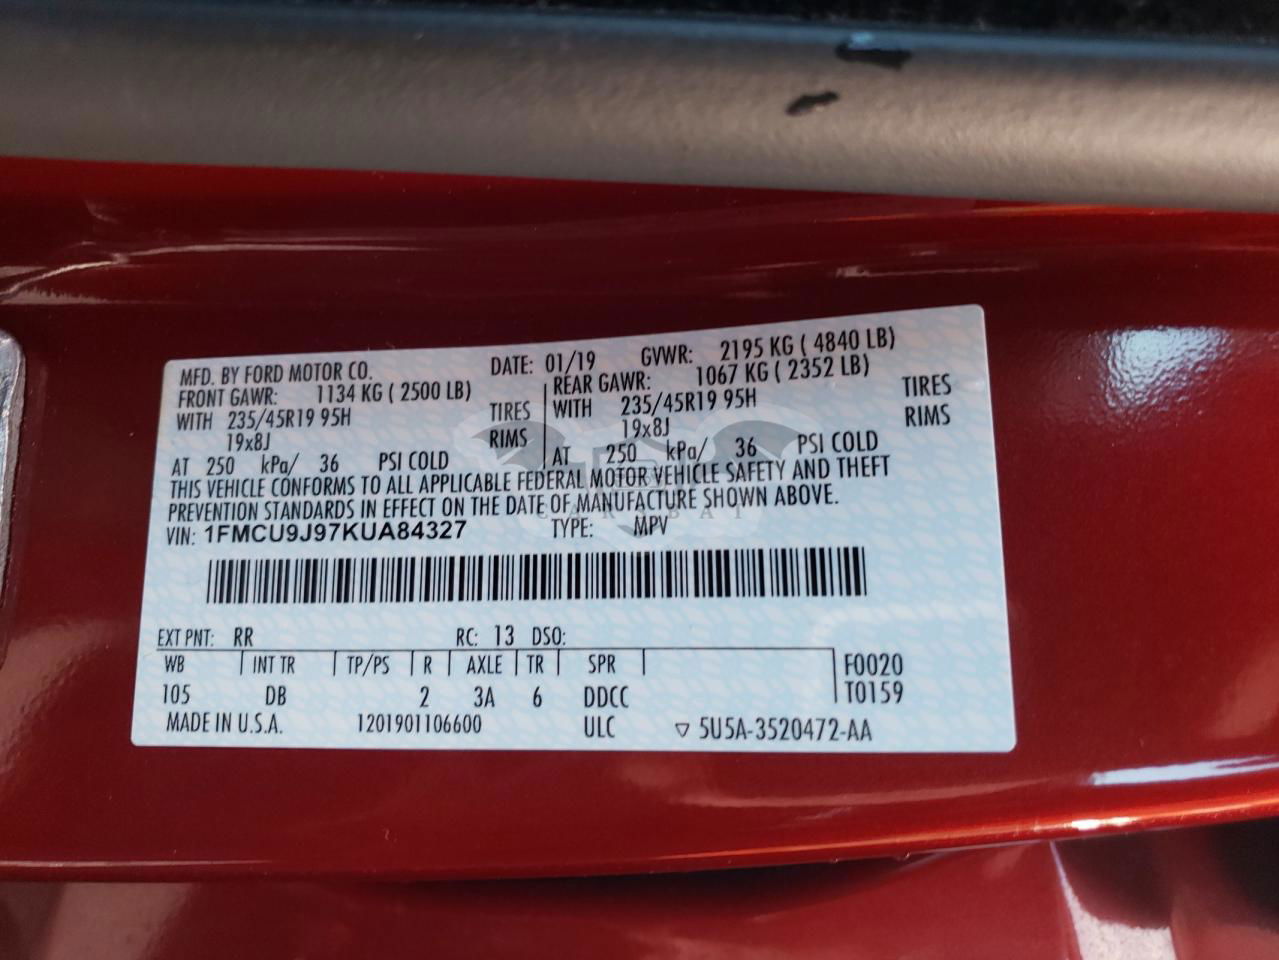 MFD. BY FORD MOTOR CO. DATE: 01/19 GVWR: 2195 KG ( 4840 LB)
FRONT GAWR: 1134 KG ( 2500 LB) REAR GAWR: 1067 KG ( 2352 LB)
WITH 235/45R19 95H TIRES WITH 235/45R19 95H TIRES
19x8J RIMS 19x8J RIMS
AT 250 kPa/ 36 PSI COLD AT 250 kPa/ 36 PSI COLD
THIS VEHICLE CONFORMS TO ALL APPLICABLE FEDERAL MOTOR VEHICLE SAFETY AND THEFT
PREVENTION STANDARDS IN EFFECT ON THE DATE OF MANUFACTURE SHOWN ABOVE.
CARSBAT
VIN: 1FMCU9J97KUA84327 TYPE: MPV
EXT PNT: RR RC: 13 DSO:
WB INT TR TP/PS R AXLE TR SPR F0020
105 DB 2 3A 6 DDCC T0159
MADE IN U.S.A. 1201901106600 ULC ▽ 5U5A-3520472-AA